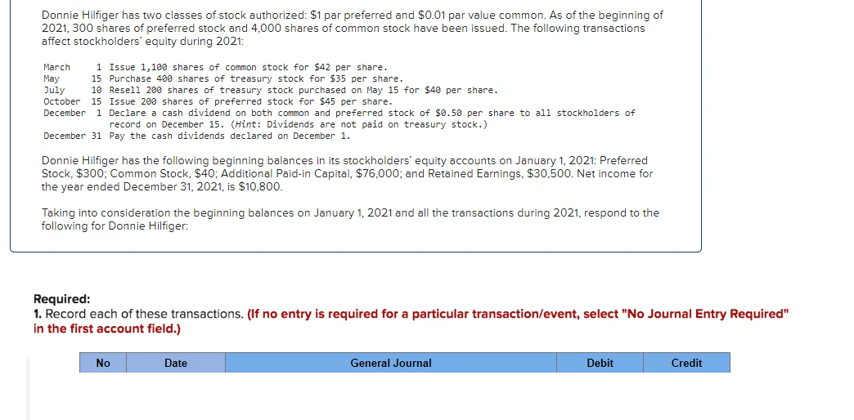 Donnie Hilfiger has two classes of stock authorized: $1 par preferred and $0.01 par value common. As of the beginning of
2021, 300 shares of preferred stock and 4,000 shares of common stock have been issued. The following transactions
affect stockholders' equity during 2021:
March 1 Issue 1,100 shares of common stock for $42 per share.
May 15 Purchase 400 shares of treasury stock for $35 per share.
July 10 Resell 200 shares of treasury stock purchased on May 15 for $40 per share.
October 15 Issue 200 shares of preferred stock for $45 per share.
December 1 Declare a cash dividend on both common and preferred stock of $0.50 per share to all stockholders of
record on December 15. (Hint: Dividends are not paid on treasury stock.)
December 31 Pay the cash dividends declared on December 1.
Donnie Hilfiger has the following beginning balances in its stockholders' equity accounts on January 1, 2021: Preferred
Stock, $300; Common Stock, $40; Additional Paid-in Capital, $76,000; and Retained Earnings, $30,500. Net income for
the year ended December 31, 2021, is $10,800.
Taking into consideration the beginning balances on January 1, 2021 and all the transactions during 2021, respond to the
following for Donnie Hilfiger:
Required:
1. Record each of these transactions. (If no entry is required for a particular transaction/event, select "No Journal Entry Required"
in the first account field.)
No Date General Journal Debit Credit